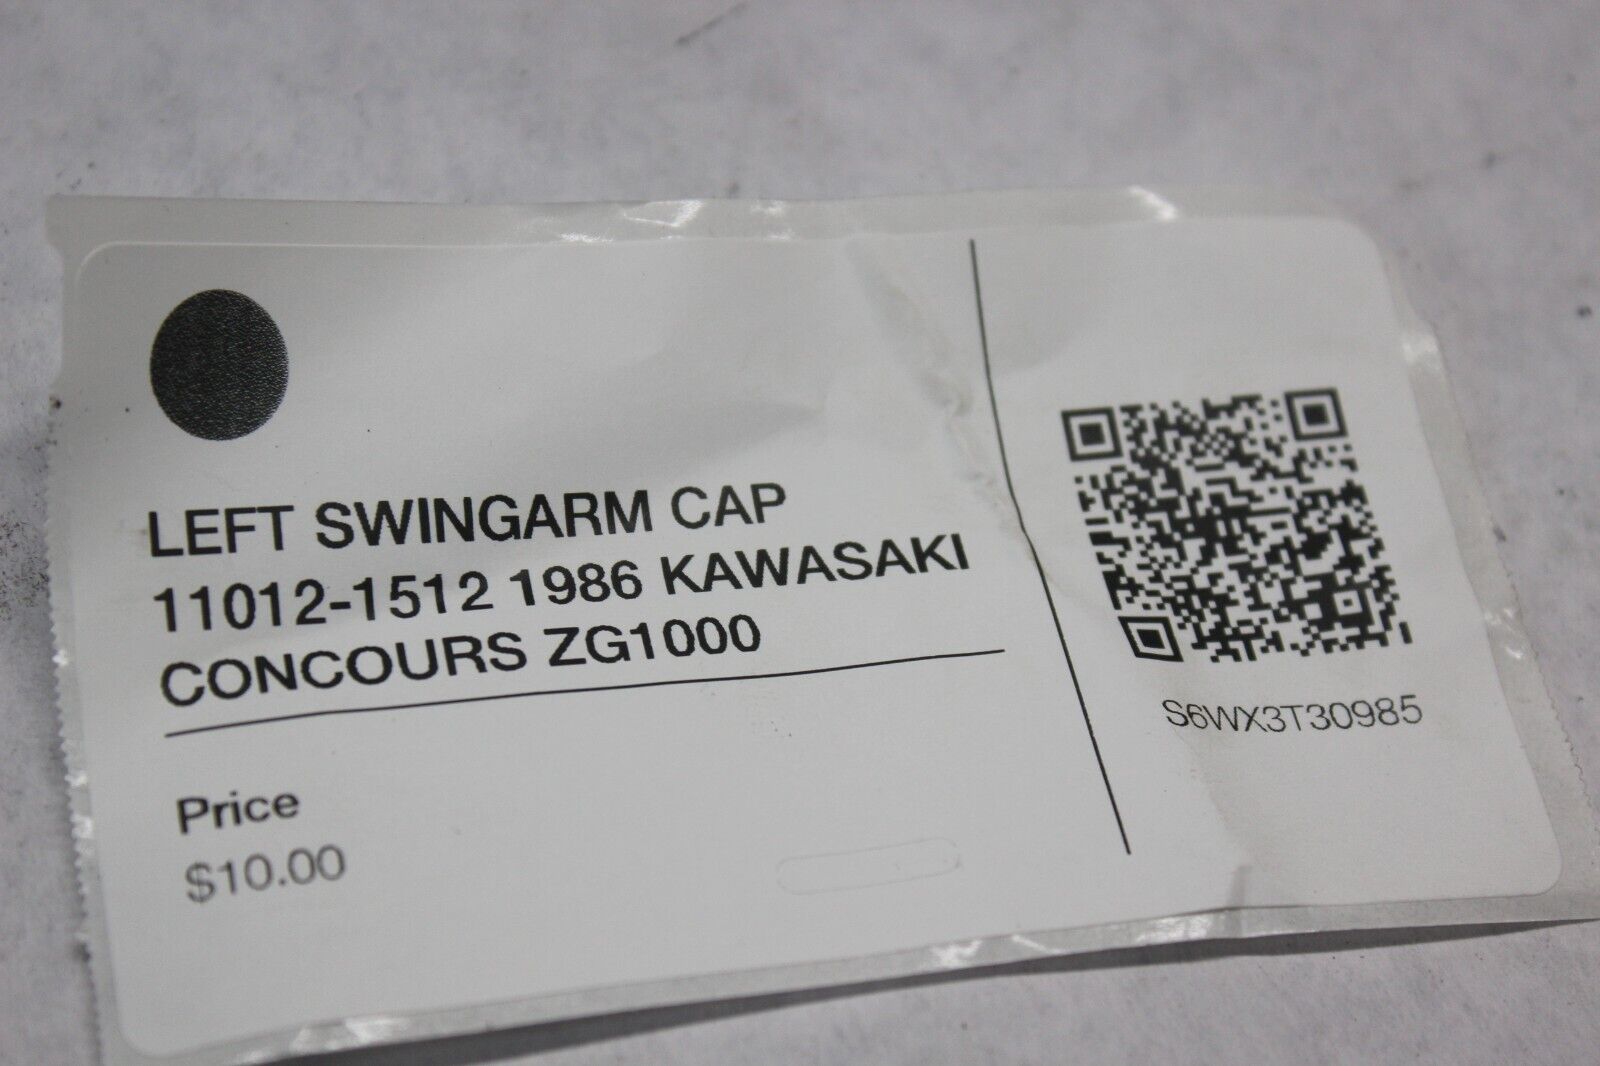 LEFT SWINGARM CAP
11012-1512 1986 KAWASAKI
CONCOURS ZG1000
Price
$10.00
S6WX3T30985